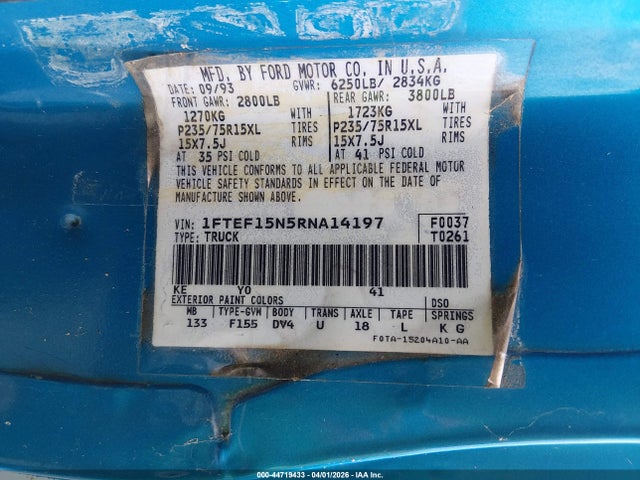 MFD. BY FORD MOTOR CO. IN U.S.A.
DATE: 09/93 GVWR: 6250LB/ 2834KG
FRONT GAWR: 2800LB REAR GAWR: 3800LB
1270KG WITH 1723KG WITH
P235/75R15XL TIRES P235/75R15XL TIRES
15X7.5J RIMS 15X7.5J RIMS
AT 35 PSI COLD AT 41 PSI COLD
THIS VEHICLE CONFORMS TO ALL APPLICABLE FEDERAL MOTOR
VEHICLE SAFETY STANDARDS IN EFFECT ON THE DATE OF
MANUFACTURE SHOWN ABOVE.
VIN: 1FTEF15N5RNA14197 F0037
TYPE: TRUCK T0261
KE YO 41
EXTERIOR PAINT COLORS DSO
WB TYPE-GVW BODY TRANS AXLE TAPE SPRINGS
133 F155 DV4 U 18 L K G
F0TA-15204A10-AA
000-44719433 - 04/01/2026 - IAAI, Inc.